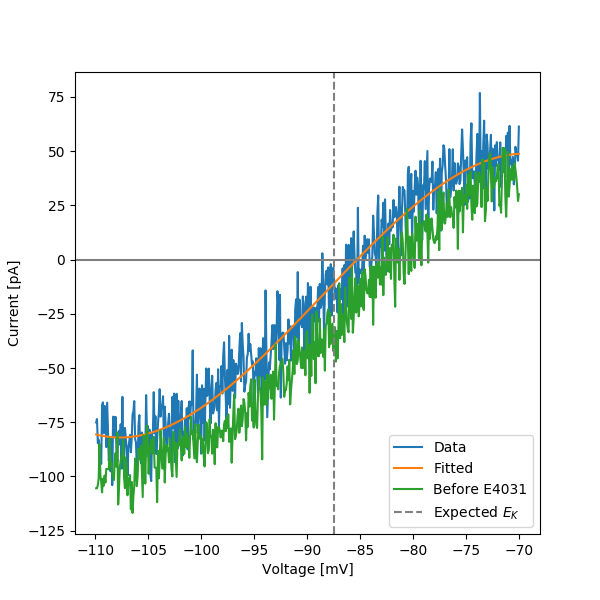 75
50
25
0
−25
−50
−75
−100
−125
Current [pA]
Data
Fitted
Before E4031
Expected E_K
−110 −105 −100 −95 −90 −85 −80 −75 −70
Voltage [mV]